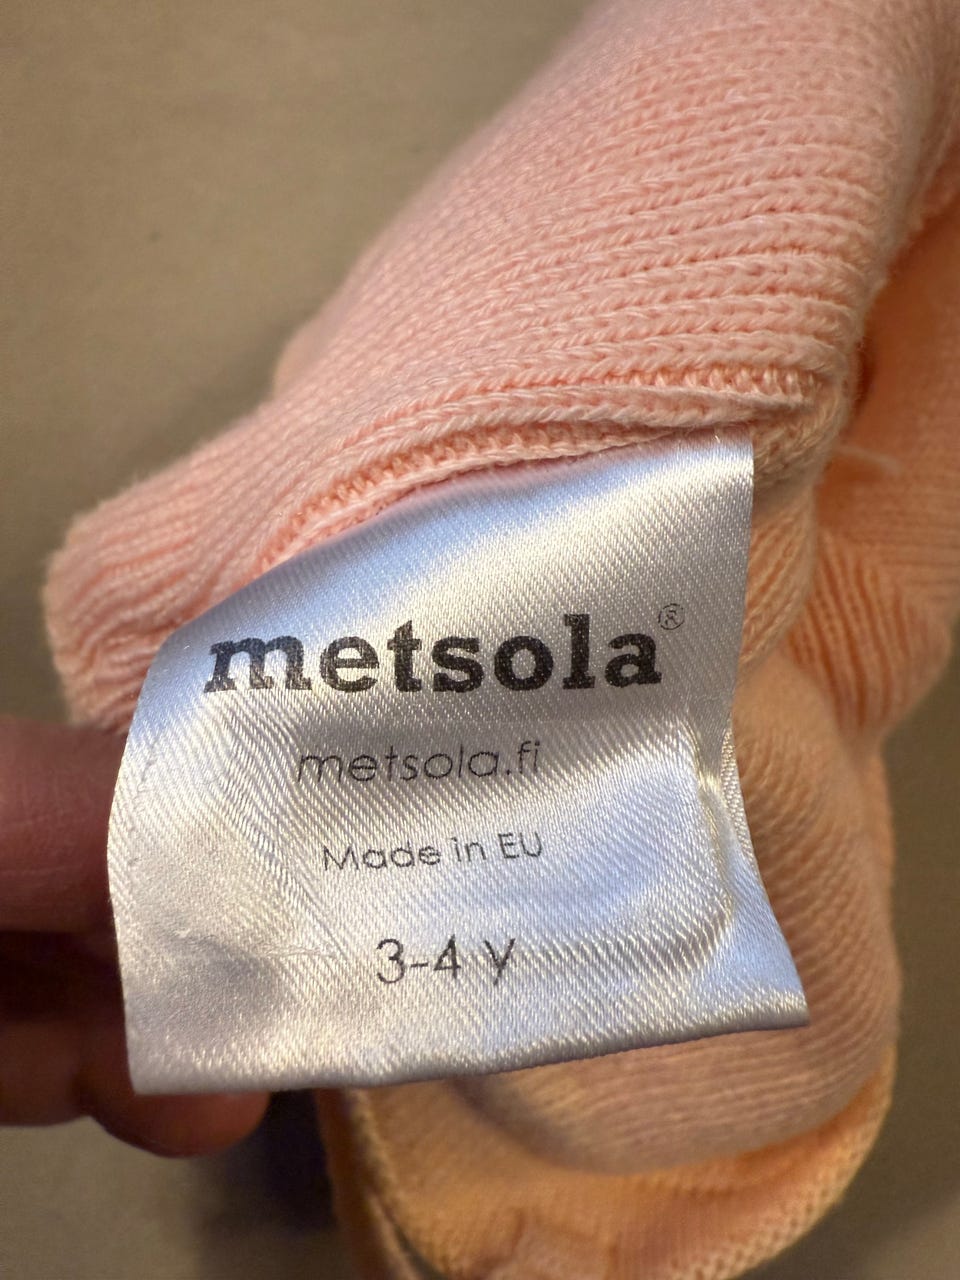 metsola®
metsola.fi
Made in EU
3-4 y